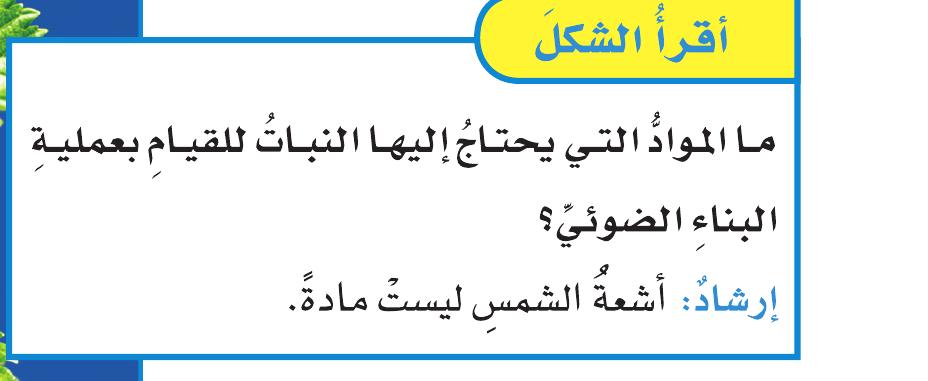 أقرأُ الشكلَ
ما الموادُّ التي يحتاجُ إليها النباتُ للقيامِ بعمليةِ
البناءِ الضوئيِّ؟
إرشادٌ: أشعةُ الشمسِ ليستْ مادةً.